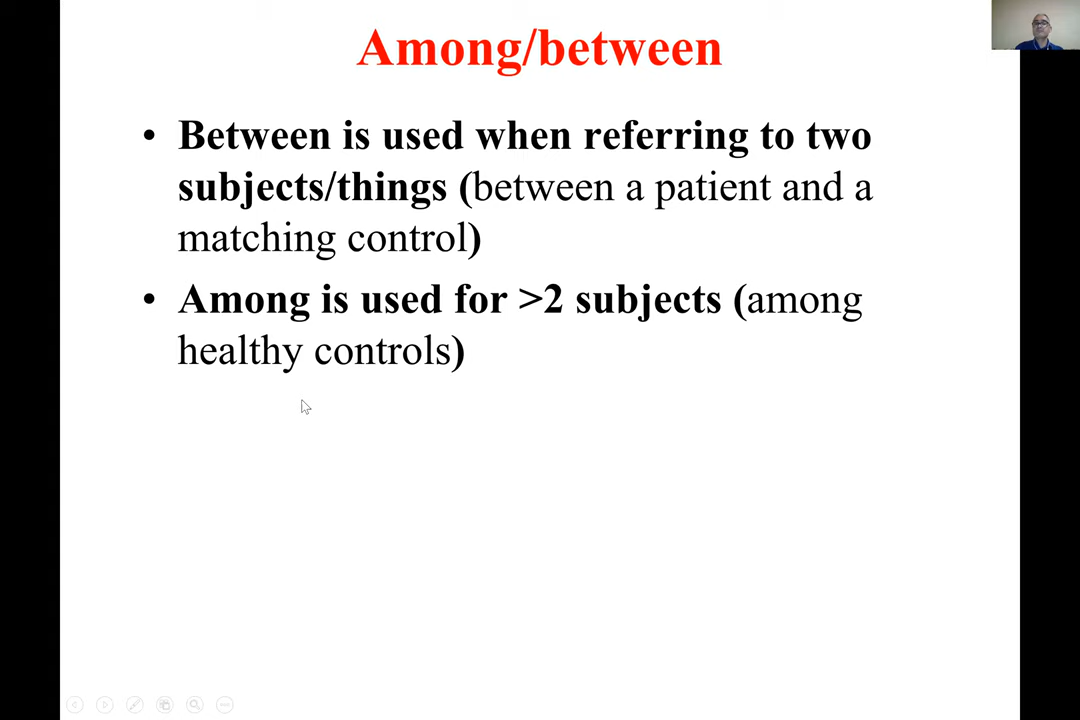 Among/between
• Between is used when referring to two
subjects/things (between a patient and a
matching control)
• Among is used for >2 subjects (among
healthy controls)